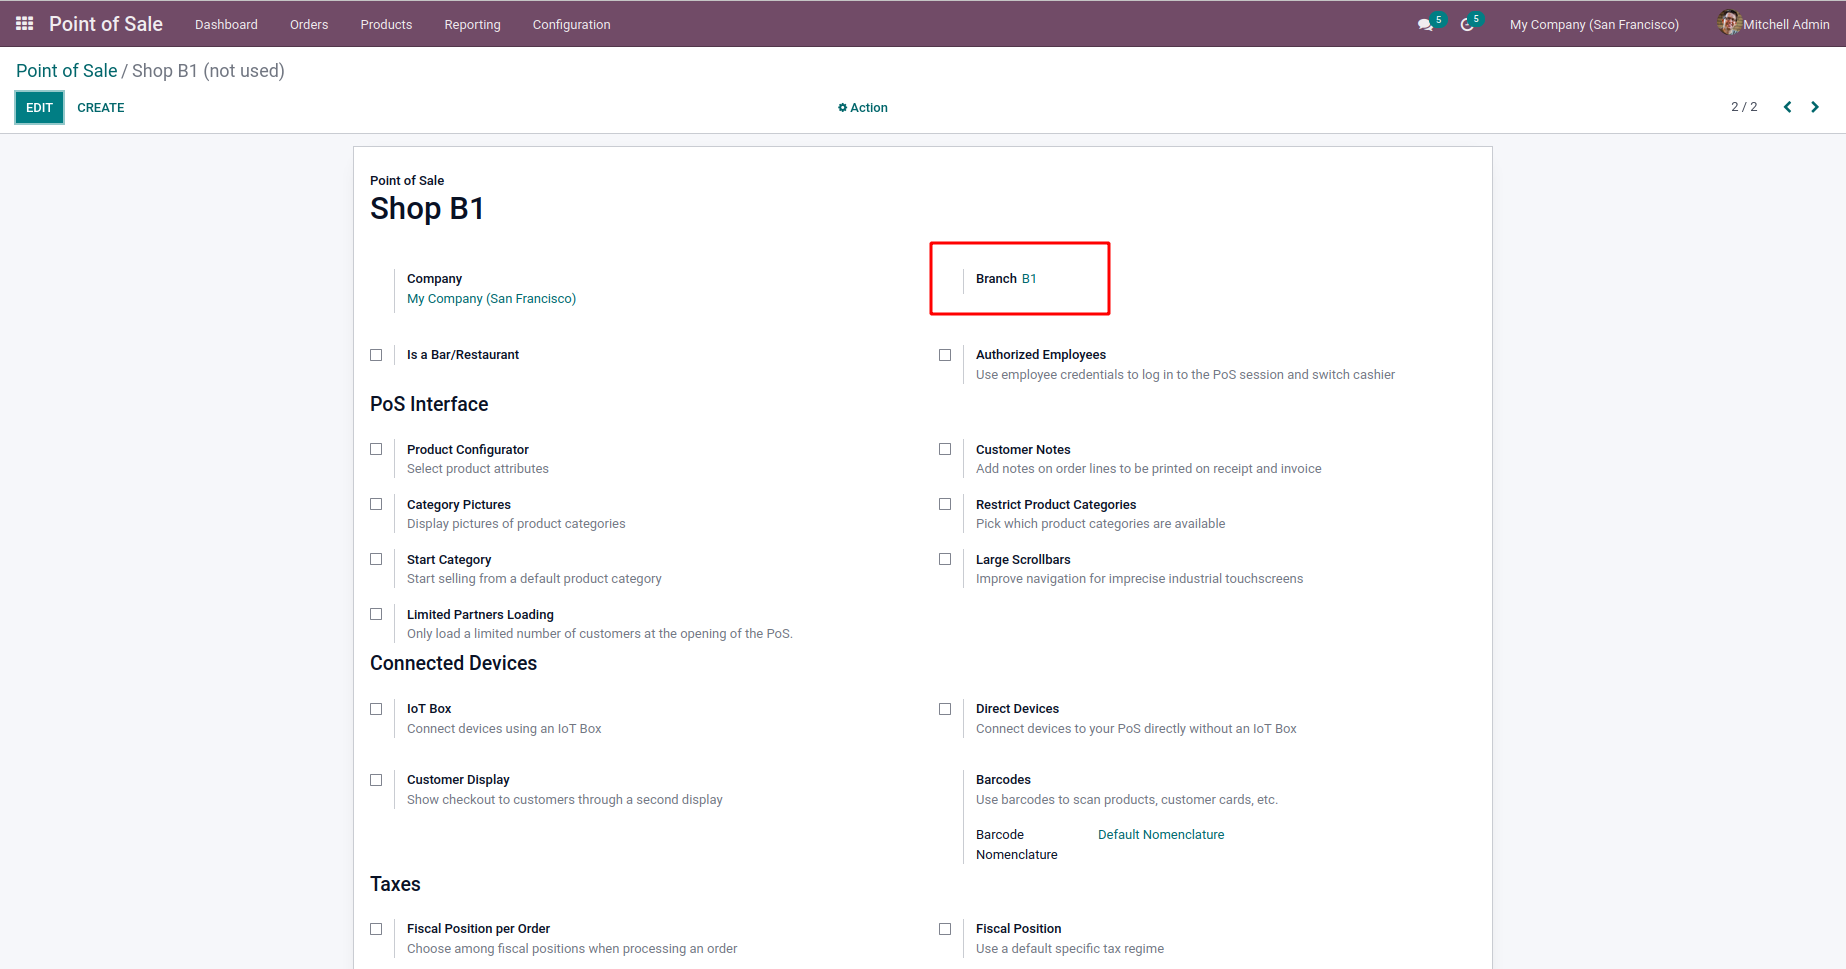 Point of Sale Dashboard Orders Products Reporting Configuration 5 5 My Company (San Francisco) Mitchell Admin
Point of Sale / Shop B1 (not used)
EDIT CREATE Action 2 / 2
Point of Sale
Shop B1
Company
My Company (San Francisco)
Branch B1
Is a Bar/Restaurant
Authorized Employees
Use employee credentials to log in to the PoS session and switch cashier
PoS Interface
Product Configurator
Select product attributes
Customer Notes
Add notes on order lines to be printed on receipt and invoice
Category Pictures
Display pictures of product categories
Restrict Product Categories
Pick which product categories are available
Start Category
Start selling from a default product category
Large Scrollbars
Improve navigation for imprecise industrial touchscreens
Limited Partners Loading
Only load a limited number of customers at the opening of the PoS.
Connected Devices
IoT Box
Connect devices using an IoT Box
Direct Devices
Connect devices to your PoS directly without an IoT Box
Customer Display
Show checkout to customers through a second display
Barcodes
Use barcodes to scan products, customer cards, etc.
Barcode Default Nomenclature
Nomenclature
Taxes
Fiscal Position per Order
Choose among fiscal positions when processing an order
Fiscal Position
Use a default specific tax regime